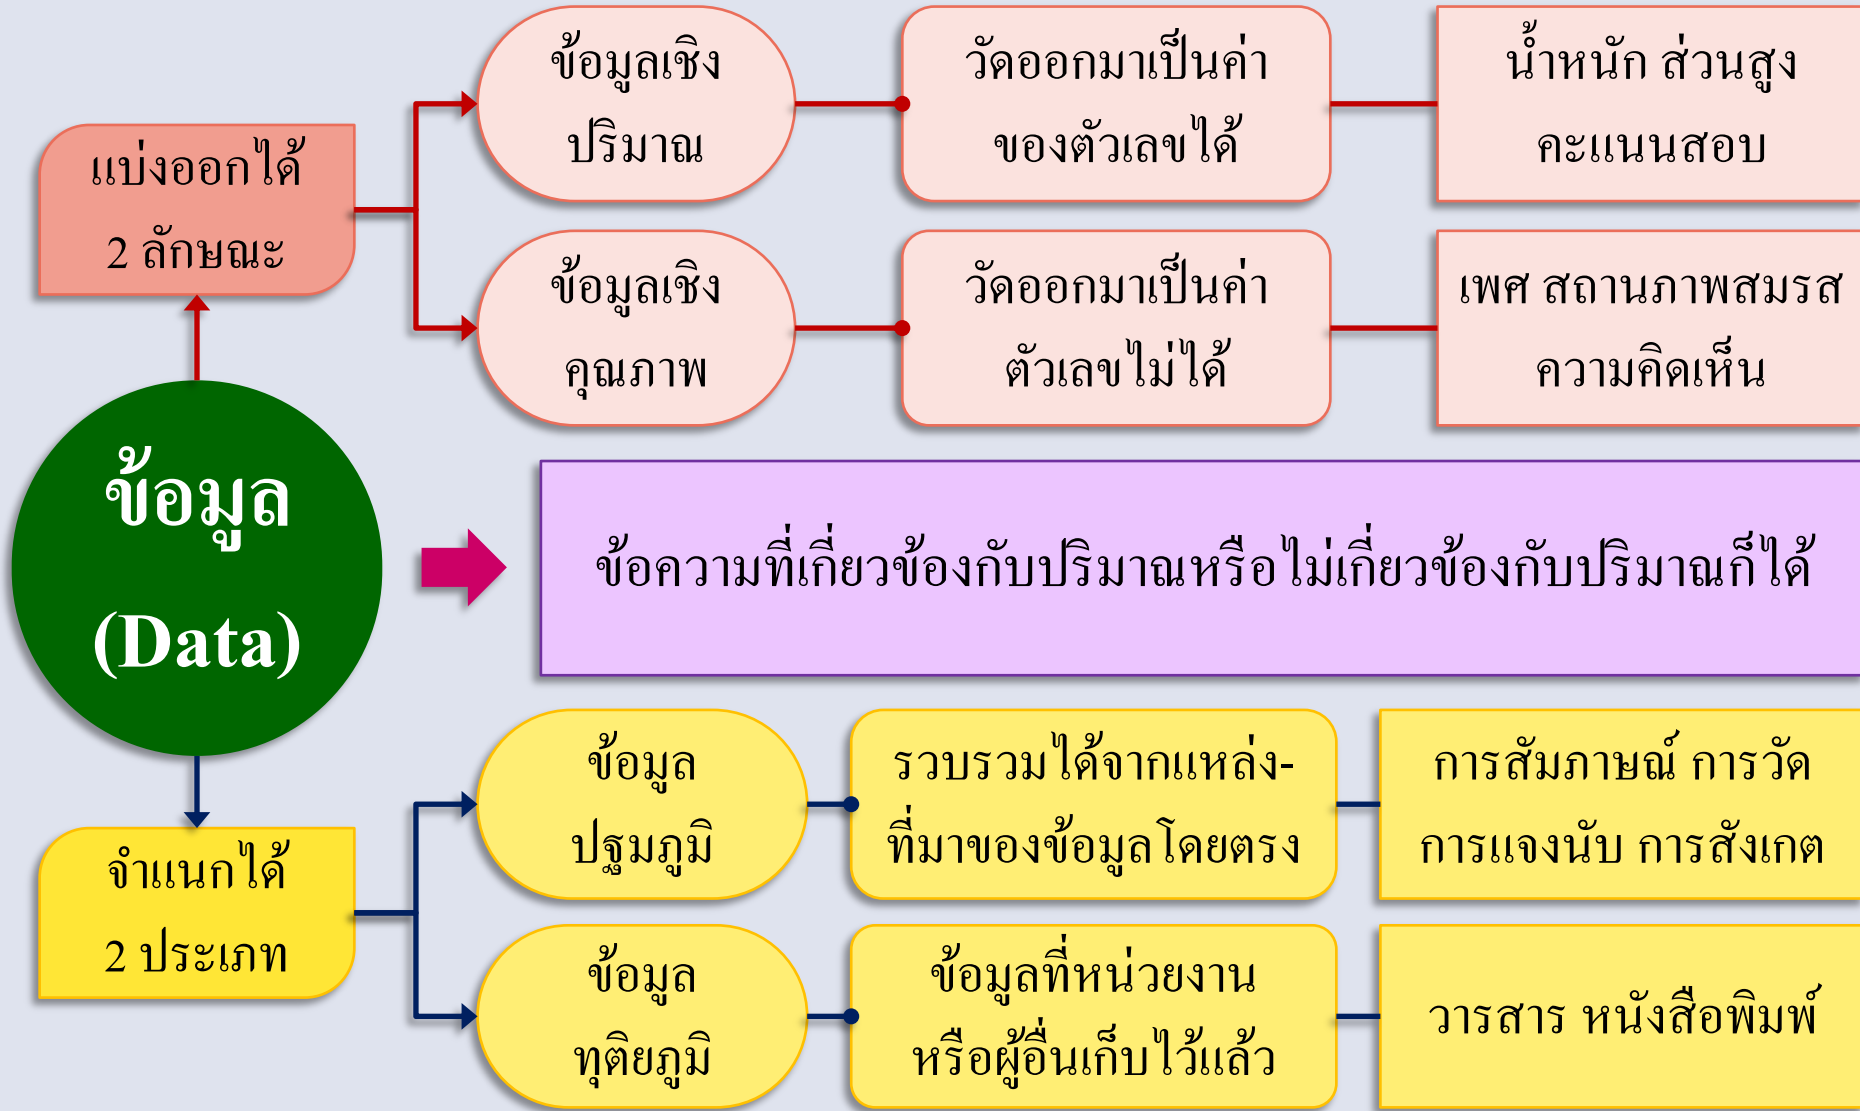 แบ่งออกได้
2 ลักษณะ
ข้อมูลเชิง
ปริมาณ
วัดออกมาเป็นค่า
ของตัวเลขได้
น้ำหนัก ส่วนสูง
คะแนนสอบ
ข้อมูลเชิง
คุณภาพ
วัดออกมาเป็นค่า
ตัวเลขไม่ได้
เพศ สถานภาพสมรส
ความคิดเห็น
ข้อมูล
(Data)
ข้อความที่เกี่ยวข้องกับปริมาณหรือไม่เกี่ยวข้องกับปริมาณก็ได้
จำแนกได้
2 ประเภท
ข้อมูล
ปฐมภูมิ
รวบรวมได้จากแหล่ง-
ที่มาของข้อมูลโดยตรง
การสัมภาษณ์ การวัด
การแจงนับ การสังเกต
ข้อมูล
ทุติยภูมิ
ข้อมูลที่หน่วยงาน
หรือผู้อื่นเก็บไว้แล้ว
วารสาร หนังสือพิมพ์